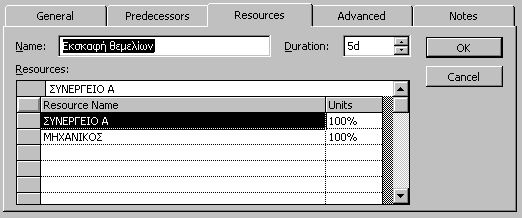 General Predecessors Resources Advanced Notes
Name: Εκσκαφή θεμελίων Duration: 5d OK
Resources: Cancel
ΣΥΝΕΡΓΕΙΟ Α
Resource Name Units
ΣΥΝΕΡΓΕΙΟ Α 100%
ΜΗΧΑΝΙΚΟΣ 100%